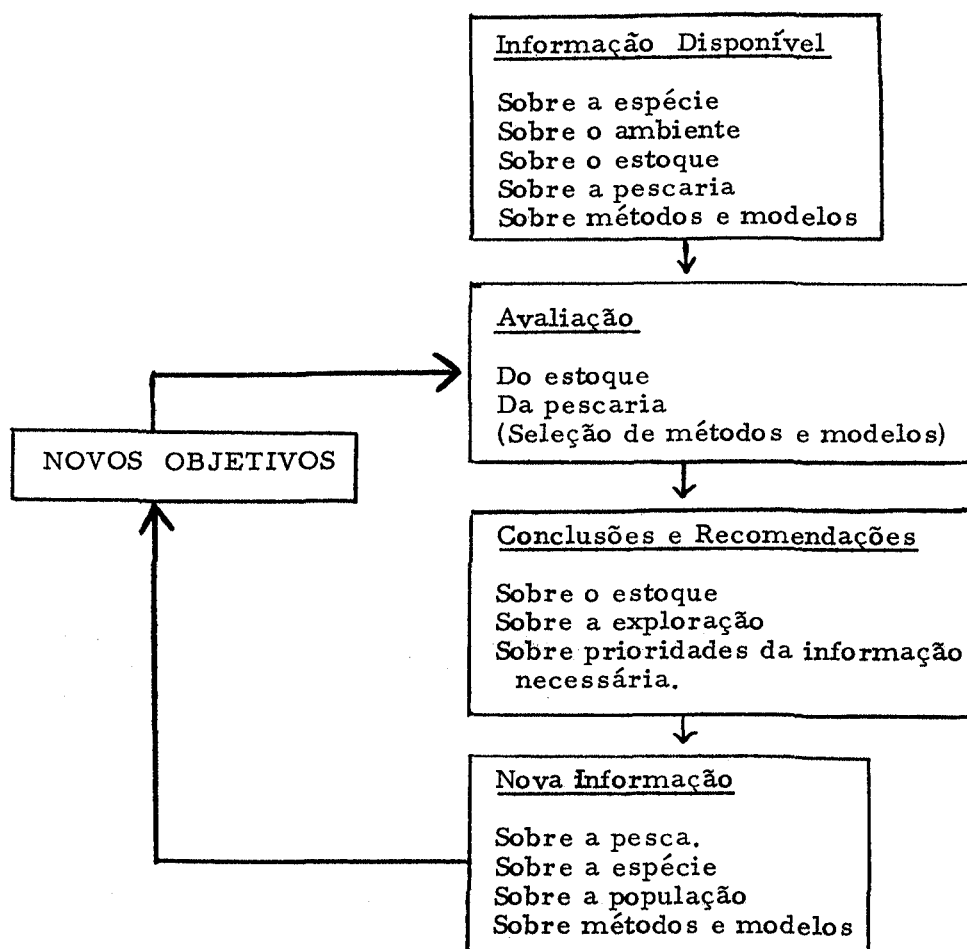 Informação Disponível
Sobre a espécie
Sobre o ambiente
Sobre o estoque
Sobre a pescaria
Sobre métodos e modelos
Avaliação
Do estoque
Da pescaria
(Seleção de métodos e modelos)
NOVOS OBJETIVOS
Conclusões e Recomendações
Sobre o estoque
Sobre a exploração
Sobre prioridades da informação
necessária.
Nova Informação
Sobre a pesca.
Sobre a espécie
Sobre a população
Sobre métodos e modelos